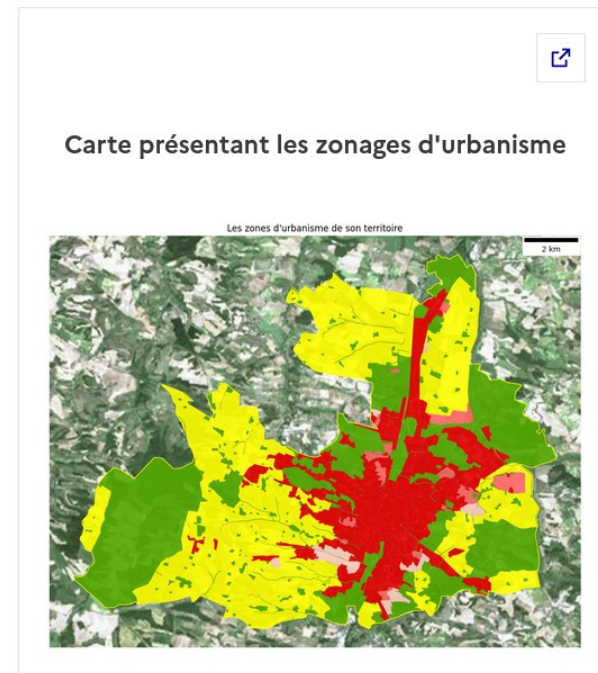 Carte présentant les zonages d'urbanisme
Les zones d'urbanisme de son territoire
2 km